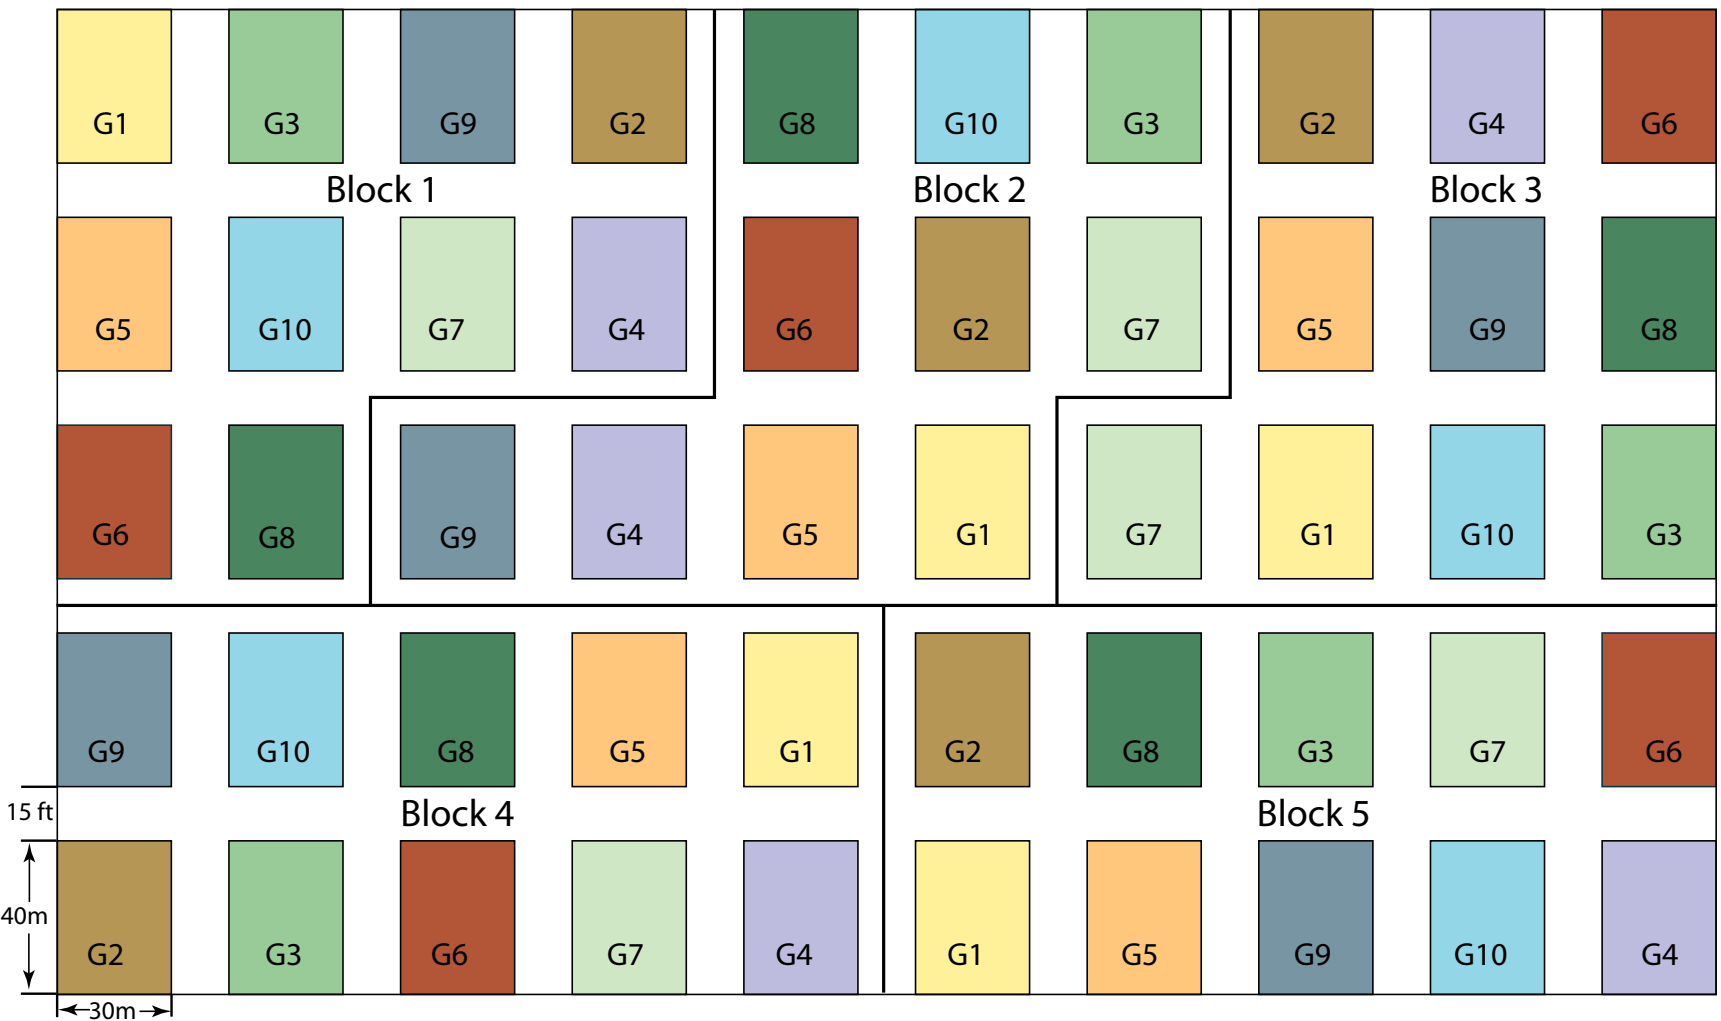 G1 G3 G9 G2 G8 G10 G3 G2 G4 G6
Block 1 Block 2 Block 3
G5 G10 G7 G4 G6 G2 G7 G5 G9 G8
G6 G8 G9 G4 G5 G1 G7 G1 G10 G3
G9 G10 G8 G5 G1 G2 G8 G3 G7 G6
15 ft Block 4 Block 5
40m
G2 G3 G6 G7 G4 G1 G5 G9 G10 G4
30m